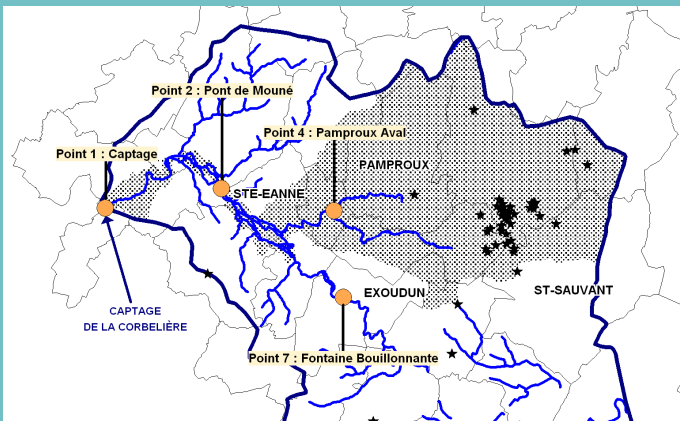 Point 2 : Pont de Mouné
Point 4 : Pamproux Aval
Point 1 : Captage
PAMPROUX
STE-EANNE
EXOUDUN
ST-SAUVANT
CAPTAGE
DE LA CORBELIÈRE
Point 7 : Fontaine Bouillonnante